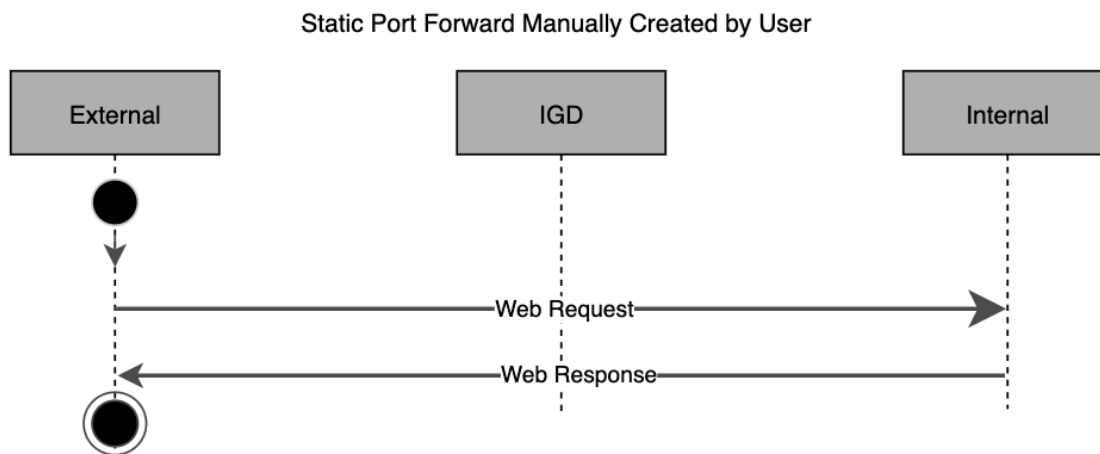 Static Port Forward Manually Created by User
External
IGD
Internal
Web Request
Web Response